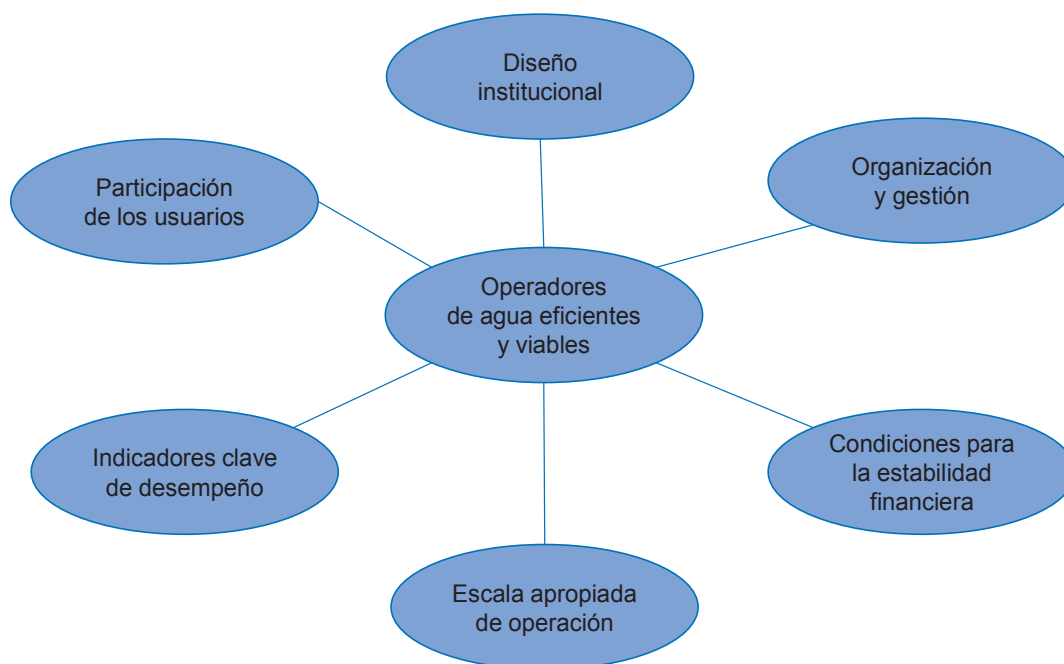 Diseño
institucional
Organización
y gestión
Participación
de los usuarios
Operadores
de agua eficientes
y viables
Indicadores clave
de desempeño
Condiciones para
la estabilidad
financiera
Escala apropiada
de operación